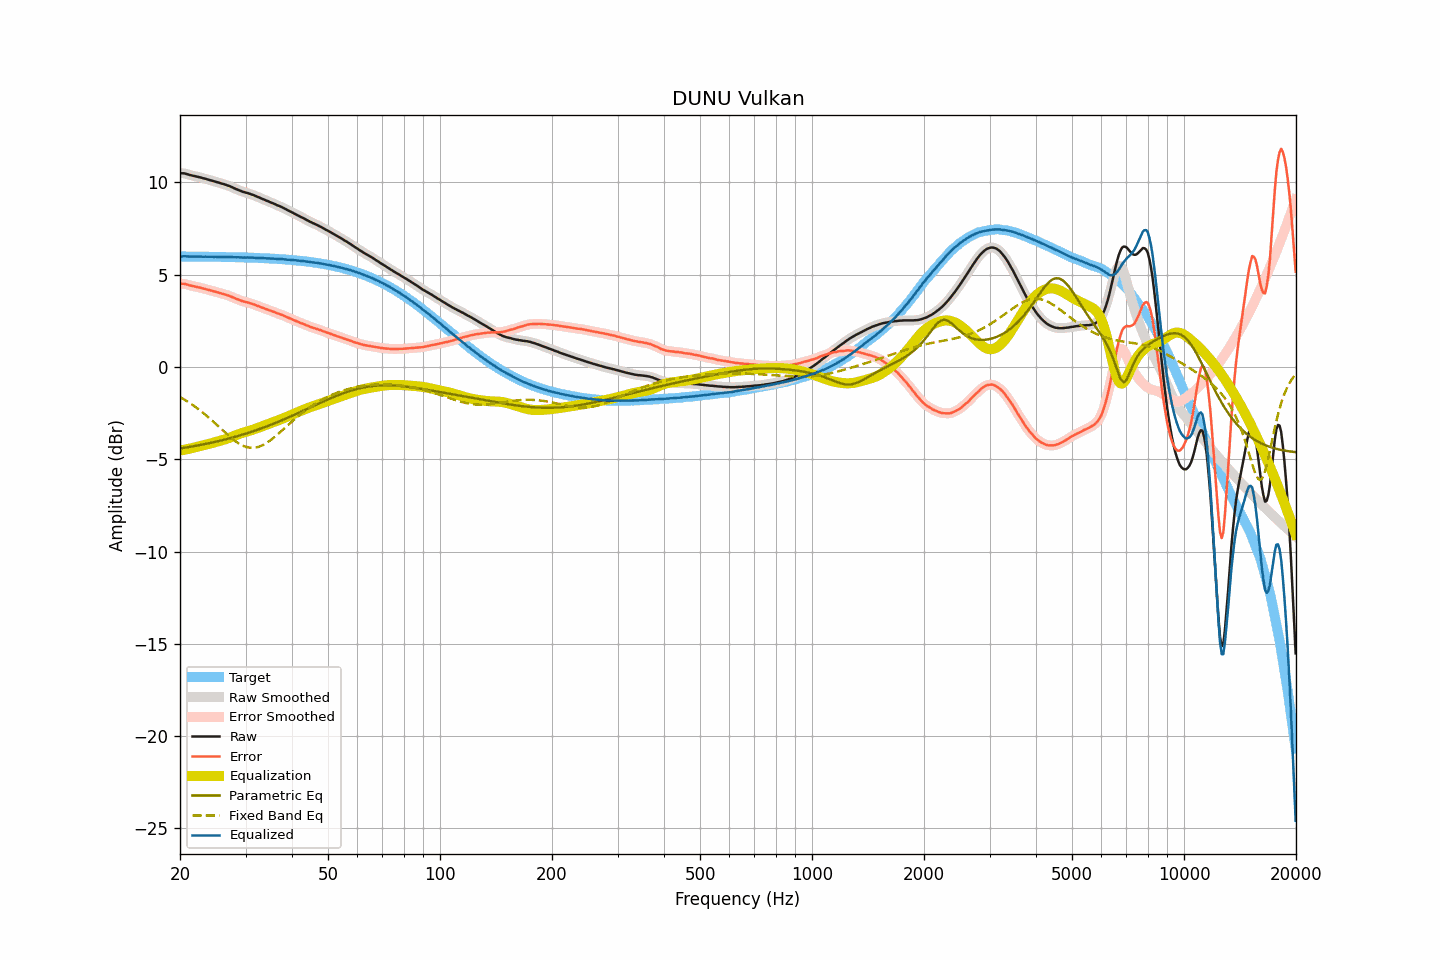 DUNU Vulkan
Amplitude (dBr)
10
5
0
−5
−10
−15
−20
−25
Target
Raw Smoothed
Error Smoothed
Raw
Error
Equalization
Parametric Eq
Fixed Band Eq
Equalized
20 50 100 200 500 1000 2000 5000 10000 20000
Frequency (Hz)